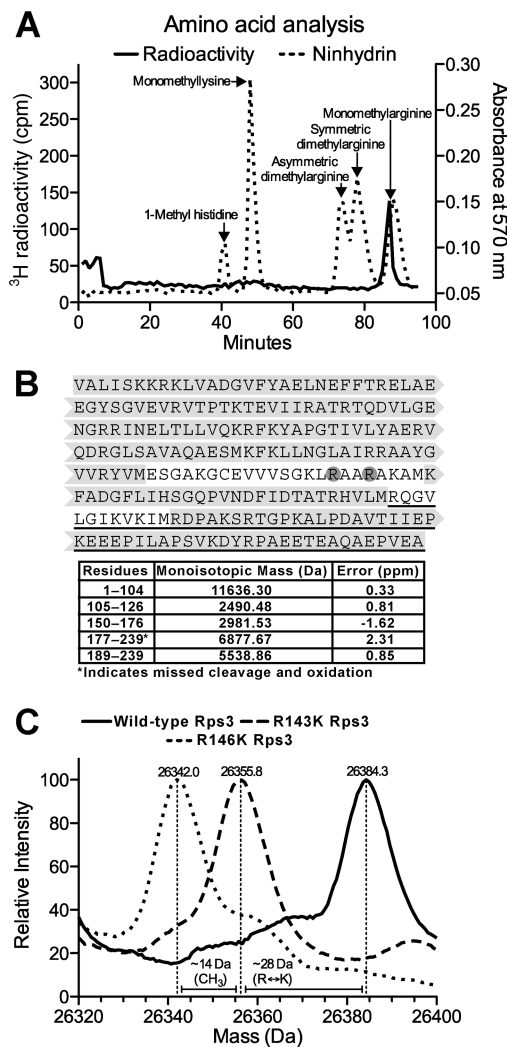 A
Amino acid analysis
Radioactivity Ninhydrin
Monomethyllysine
Monomethylarginine
Symmetric
dimethylarginine
Asymmetric
dimethylarginine
1-Methyl histidine
³H radioactivity (cpm)
300
250
200
150
100
50
0
Absorbance at 570 nm
0.30
0.25
0.20
0.15
0.10
0.05
0 20 40 60 80 100
Minutes
B
VALISKKRKLVADGVFYAELNEFFTRELAE
EGYSGVEVRVTPTKTEVIIRATRTQDVLGE
NGRRINELTLLVQKRFKYAPGTIVLYAERV
QDRGLSAVAQAESMKFKLLNGLAIRRAAYG
VVRYVMESGAKGCEVVVSGKLRAARAKAMK
FADGFLIHSGQPVNDFIDTATRHVLMRQGV
LGIKVKIMRDPAKSRTGPKALPDAVTIIEP
KEEEPILAPSVKDYRPAEETEAQAEPVEA
Residues Monoisotopic Mass (Da) Error (ppm)
1–104 11636.30 0.33
105–126 2490.48 0.81
150–176 2981.53 -1.62
177–239* 6877.67 2.31
189–239 5538.86 0.85
*Indicates missed cleavage and oxidation
C
Wild-type Rps3 R143K Rps3
R146K Rps3
26342.0 26355.8 26384.3
Relative Intensity
100
80
60
40
20
0
~14 Da
(CH₃)
~28 Da
(R↔K)
26320 26340 26360 26380 26400
Mass (Da)